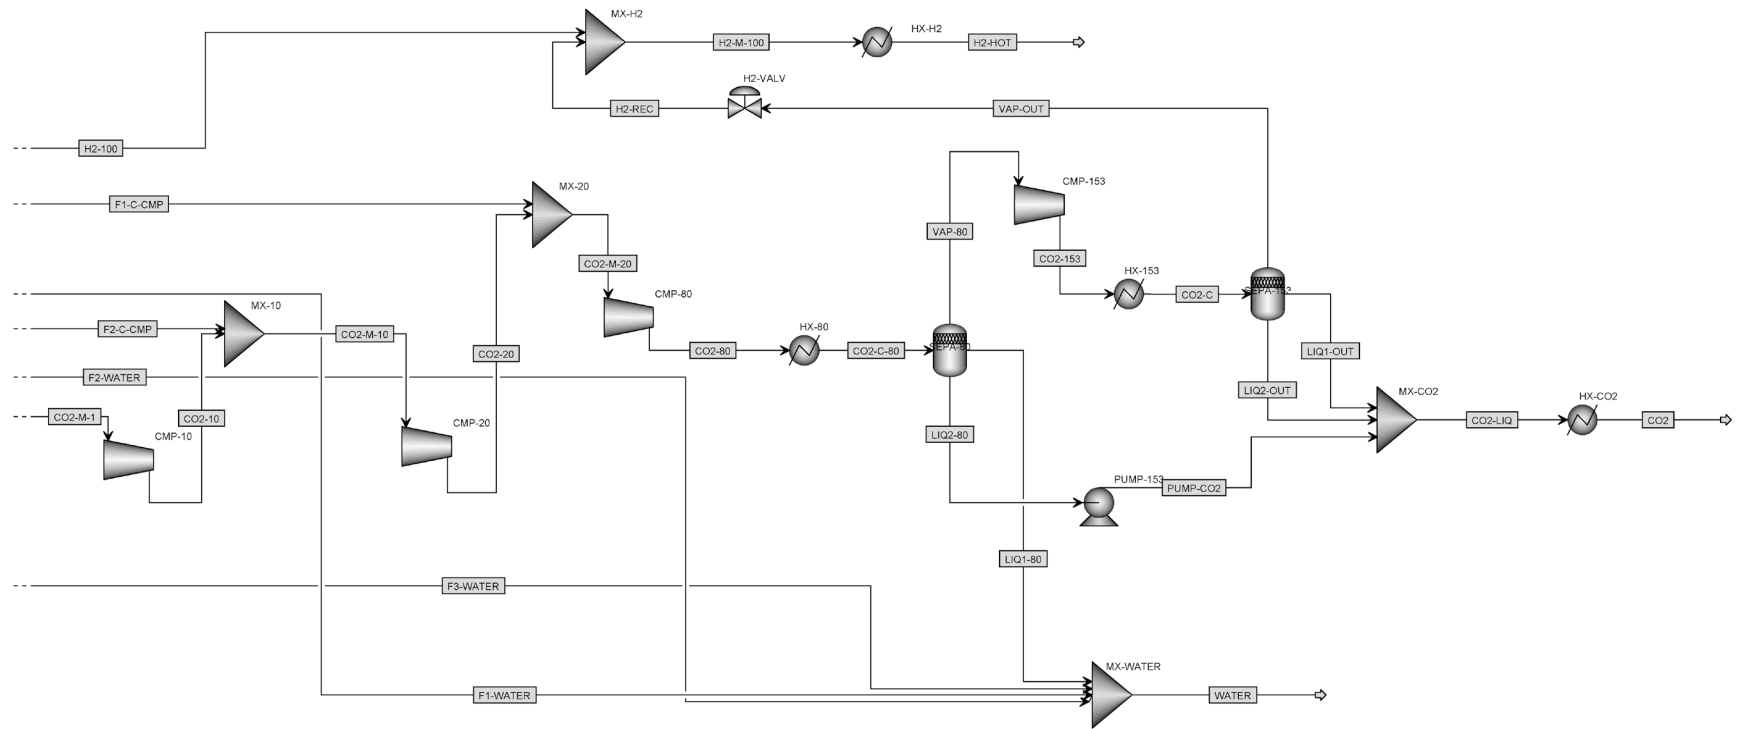 MX-H2
HX-H2
H2-M-100
H2-HOT
H2-VALV
H2-REC
VAP-OUT
H2-100
CMP-153
MX-20
F1-C-CMP
VAP-80
CO2-153
CO2-M-20
HX-153
CMP-80
CO2-C
SEPA-153
MX-10
HX-80
F2-C-CMP
CO2-M-10
CO2-20
CO2-80
CO2-C-80
SEPA-80
LIQ1-OUT
F2-WATER
LIQ2-OUT
MX-CO2
HX-CO2
CO2-M-1
CO2-10
CMP-10
CMP-20
LIQ2-80
CO2-LIQ
CO2
PUMP-153
PUMP-CO2
LIQ1-80
F3-WATER
MX-WATER
F1-WATER
WATER